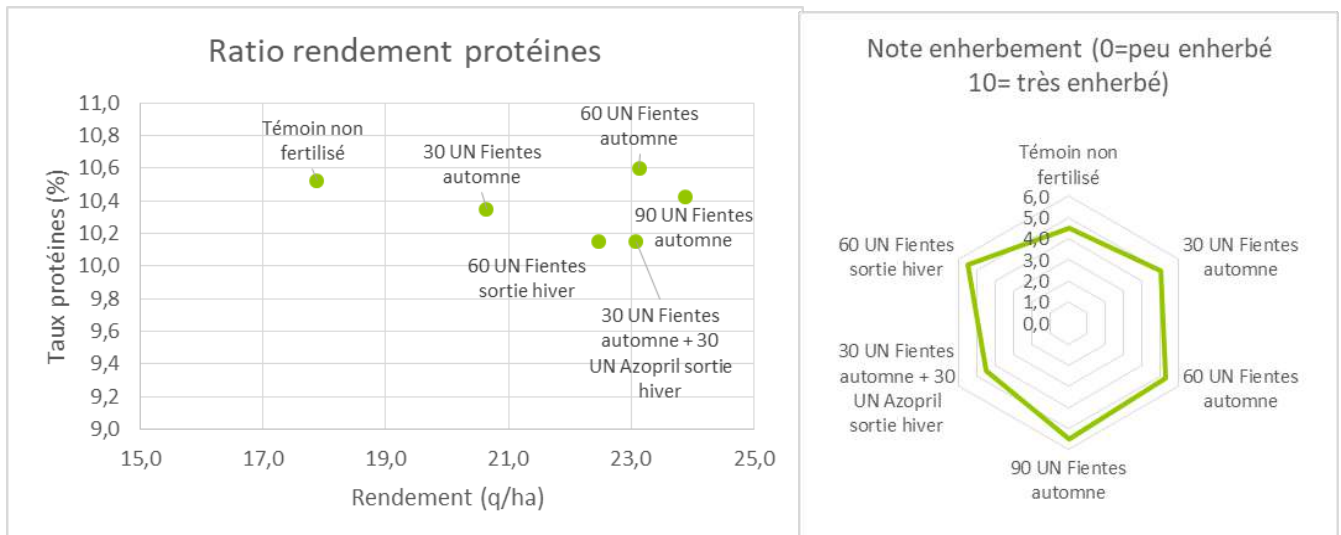 Ratio rendement protéines
Taux protéines (%)
11,0
10,8
10,6
10,4
10,2
10,0
9,8
9,6
9,4
9,2
9,0
Témoin non
fertilisé
30 UN Fientes
automne
60 UN Fientes
automne
90 UN Fientes
automne
60 UN Fientes
sortie hiver
30 UN Fientes
automne + 30
UN Azopril sortie
hiver
15,0
17,0
19,0
21,0
23,0
25,0
Rendement (q/ha)
Note enherbement (0=peu enherbé
10= très enherbé)
Témoin non
fertilisé
6,0
5,0
4,0
3,0
2,0
1,0
0,0
30 UN Fientes
automne
60 UN Fientes
automne
90 UN Fientes
automne
30 UN Fientes
automne + 30
UN Azopril
sortie hiver
60 UN Fientes
sortie hiver